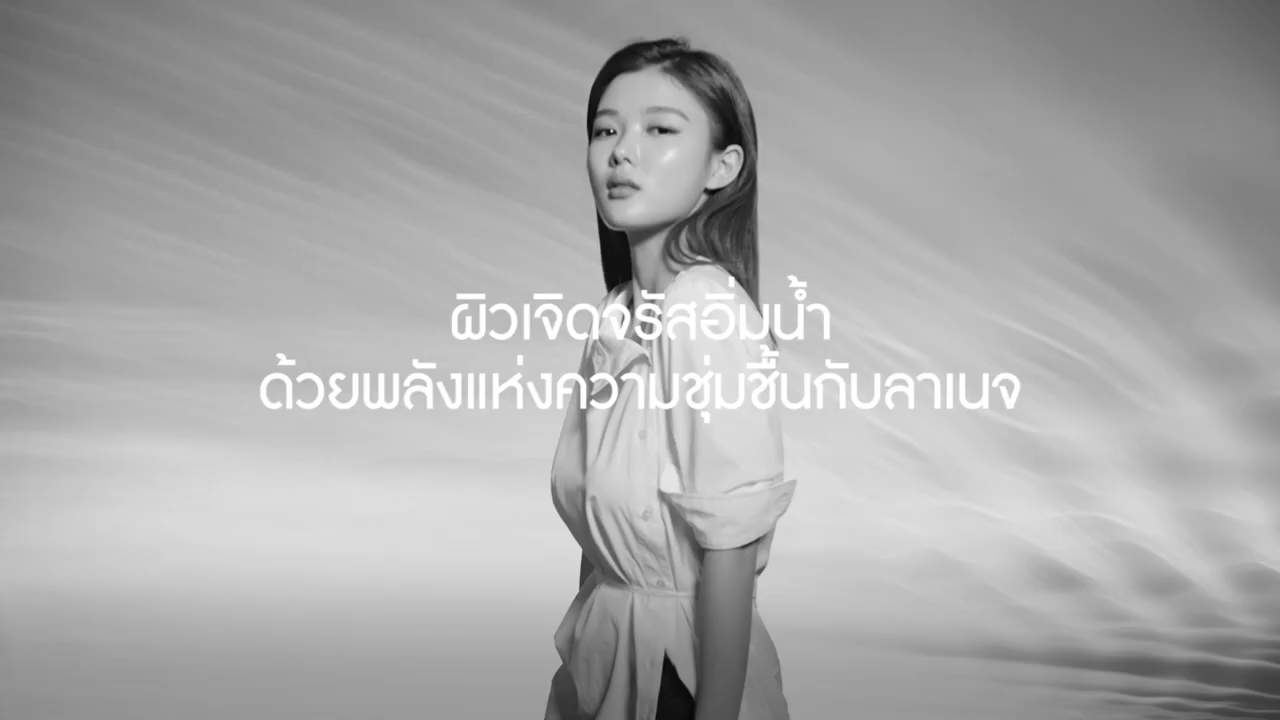 ผิวเจิดจรัสอิ่มน้ำ
ด้วยพลังแห่งความชุ่มชื้นกับลาเนจ